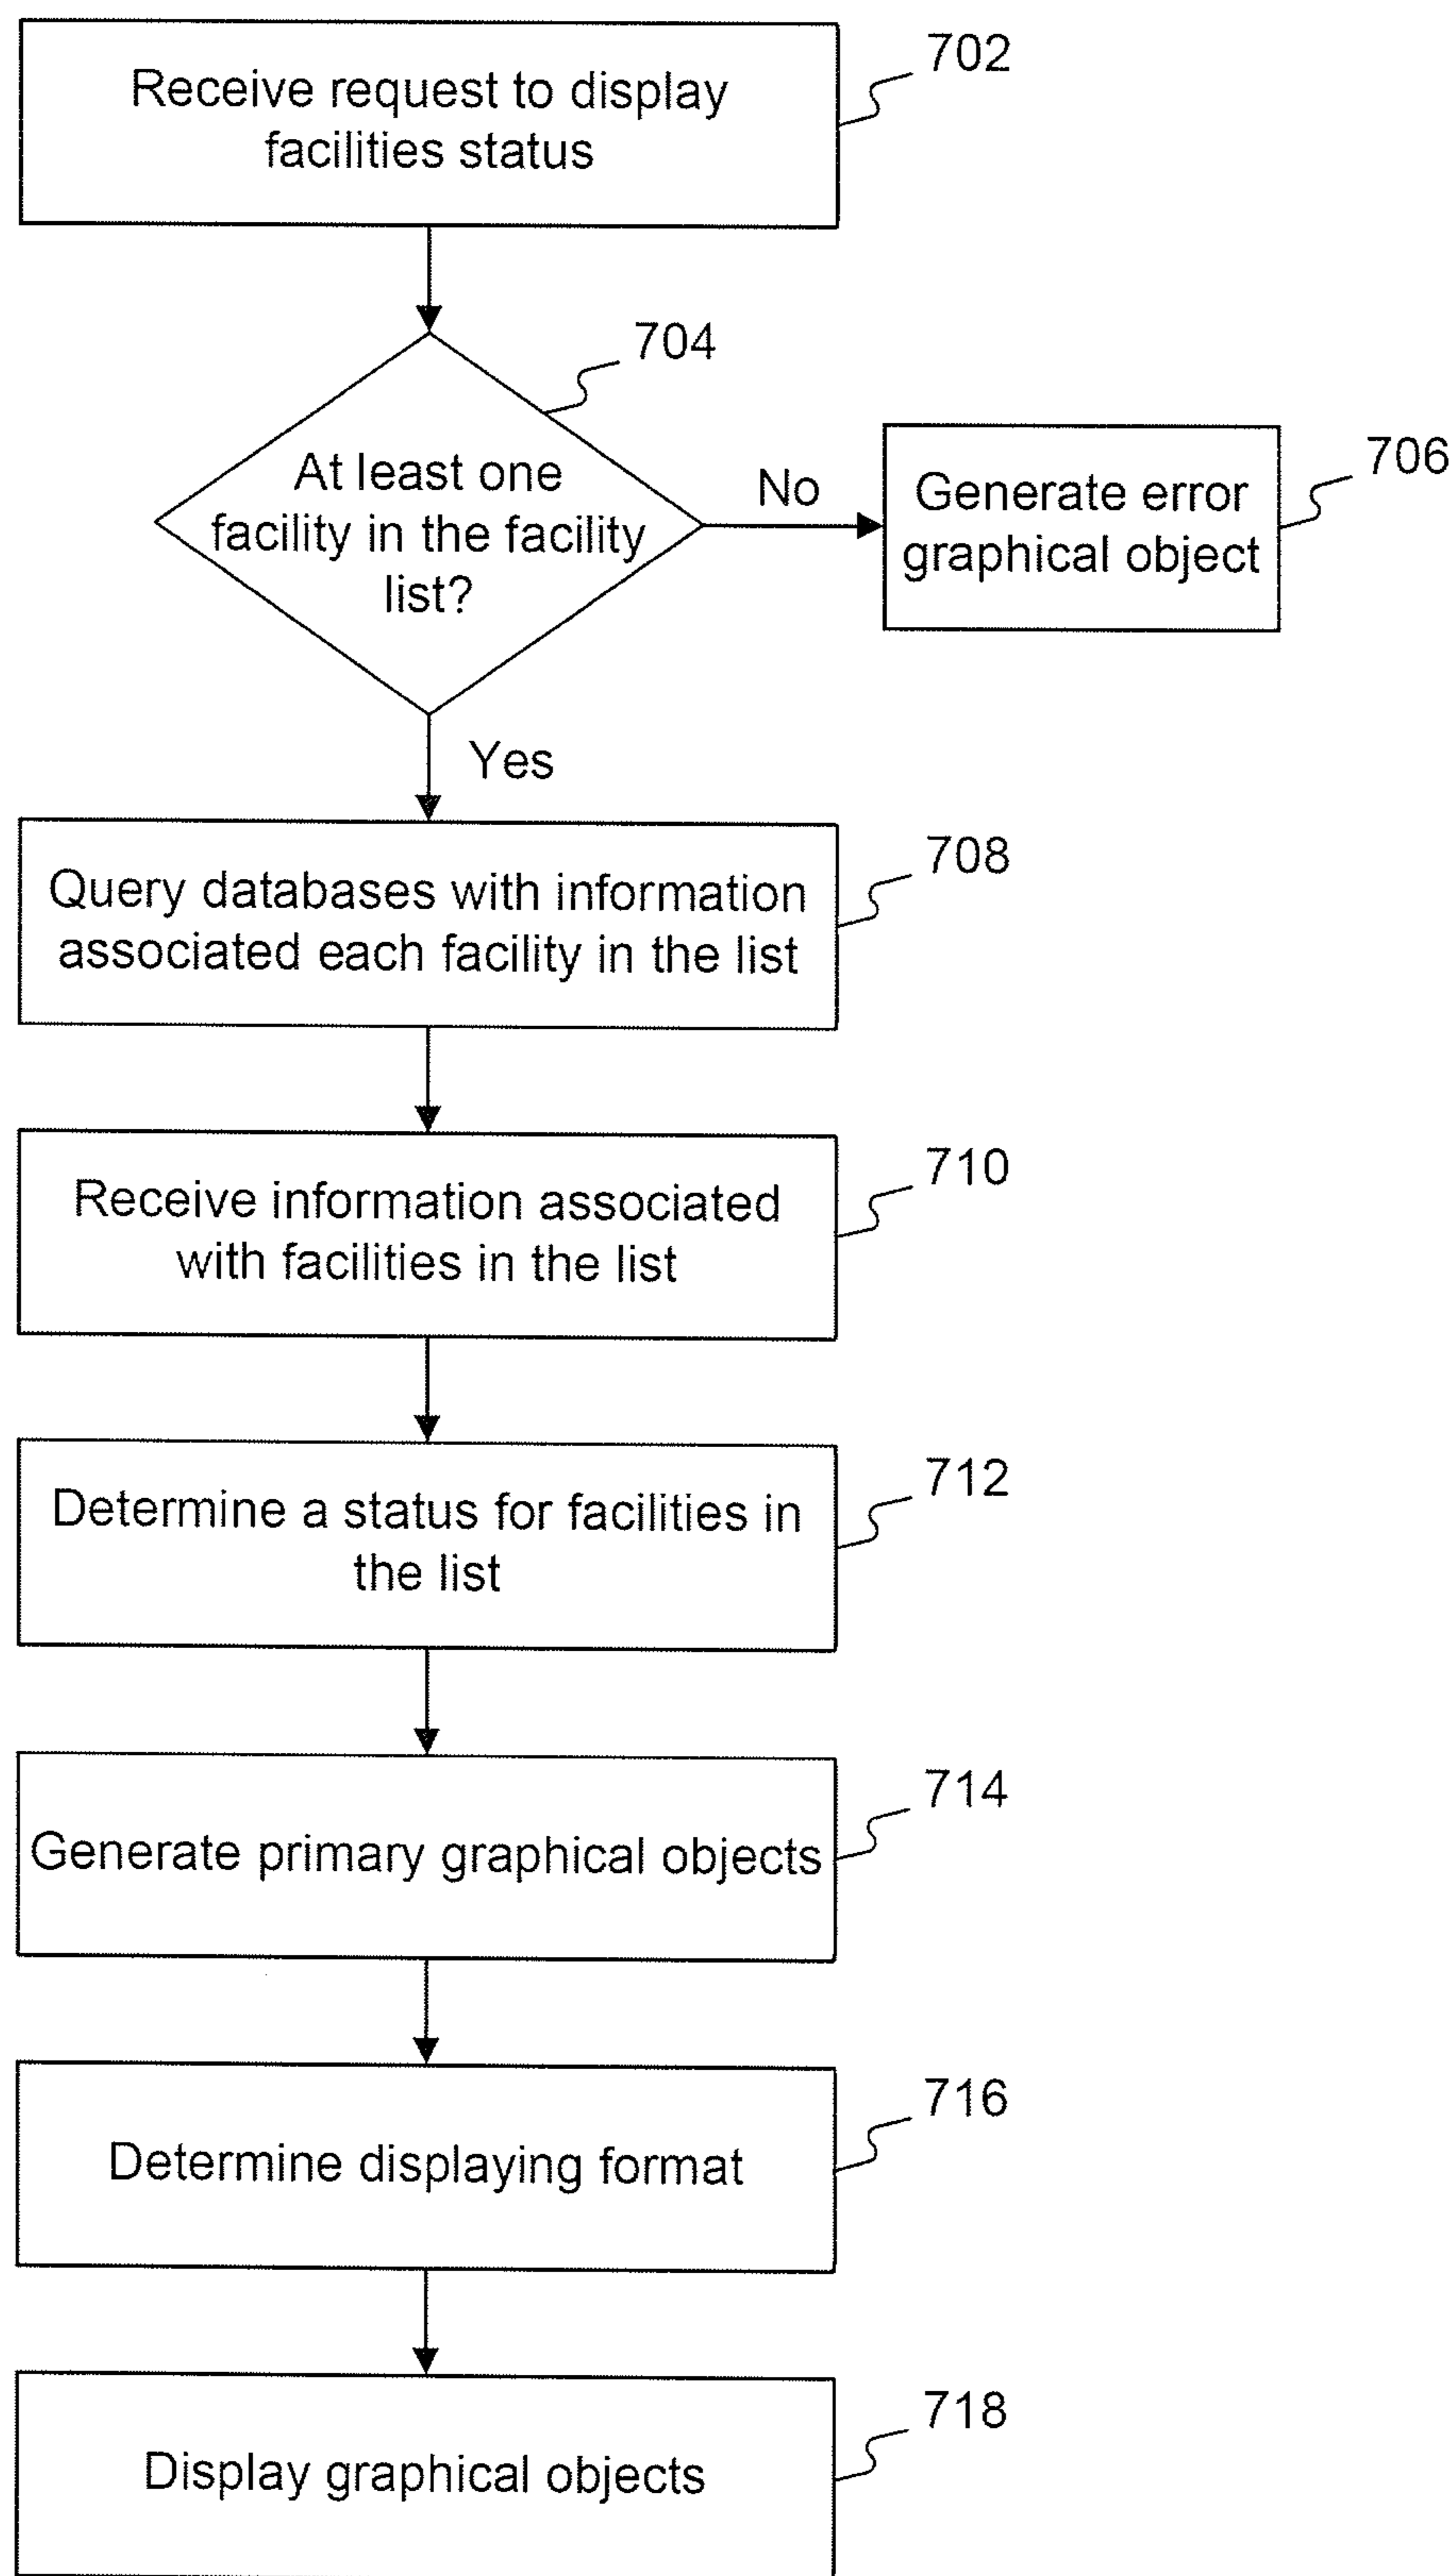 702
Receive request to display
facilities status
704
At least one
facility in the facility
list?
No
706
Generate error
graphical object
Yes
708
Query databases with information
associated each facility in the list
710
Receive information associated
with facilities in the list
712
Determine a status for facilities in
the list
714
Generate primary graphical objects
716
Determine displaying format
718
Display graphical objects